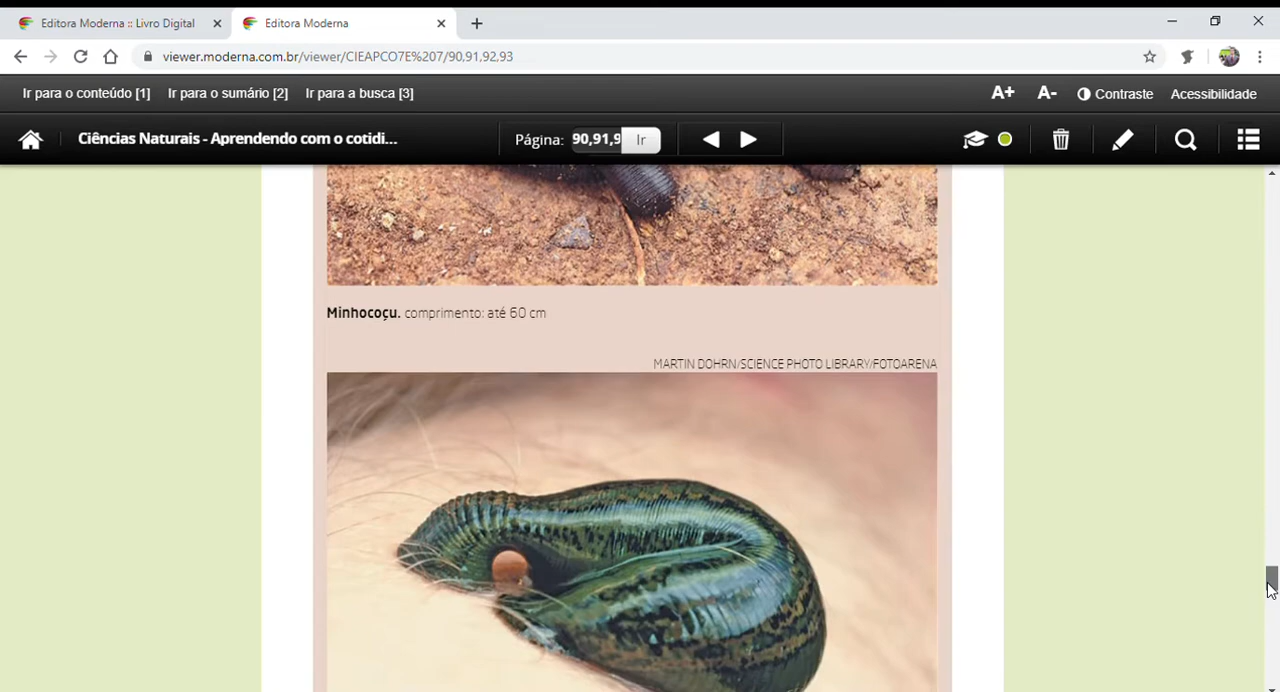 Editora Moderna :: Livro Digital
Editora Moderna
viewer.moderna.com.br/viewer/CIEAPCO7E%207/90,91,92,93
Ir para o conteúdo [1] Ir para o sumário [2] Ir para a busca [3]
A+ A- Contraste Acessibilidade
Ciências Naturais - Aprendendo com o cotidi...
Página: 90,91,9 Ir
Minhocoçu. comprimento: até 60 cm
MARTIN DOHRN/SCIENCE PHOTO LIBRARY/FOTOARENA